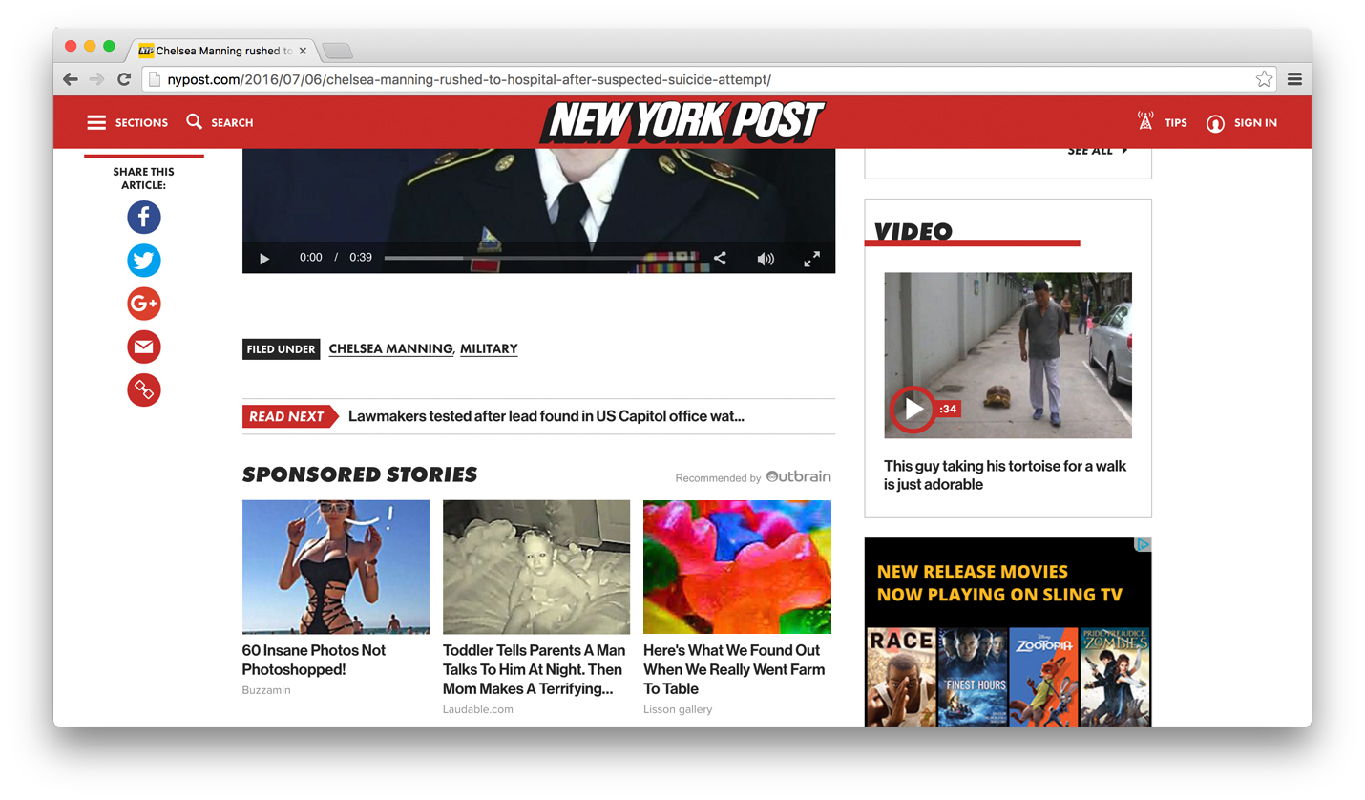 Chelsea Manning rushed to
nypost.com/2016/07/06/chelsea-manning-rushed-to-hospital-after-suspected-suicide-attempt/
SECTIONS
SEARCH
NEW YORK POST
TIPS
SIGN IN
SHARE THIS
ARTICLE:
0:00 / 0:39
FILED UNDER CHELSEA MANNING, MILITARY
READ NEXT Lawmakers tested after lead found in US Capitol office wat...
SPONSORED STORIES
Recommended by Outbrain
60 Insane Photos Not
Photoshopped!
Buzzamin
Toddler Tells Parents A Man
Talks To Him At Night. Then
Mom Makes A Terrifying...
Laudable.com
Here's What We Found Out
When We Really Went Farm
To Table
Lisson gallery
SEE ALL
VIDEO
:34
This guy taking his tortoise for a walk
is just adorable
NEW RELEASE MOVIES
NOW PLAYING ON SLING TV
RACE
FINEST HOURS
Disney
ZOOTOPIA
PRIDE PREJUDICE
ZOMBIES